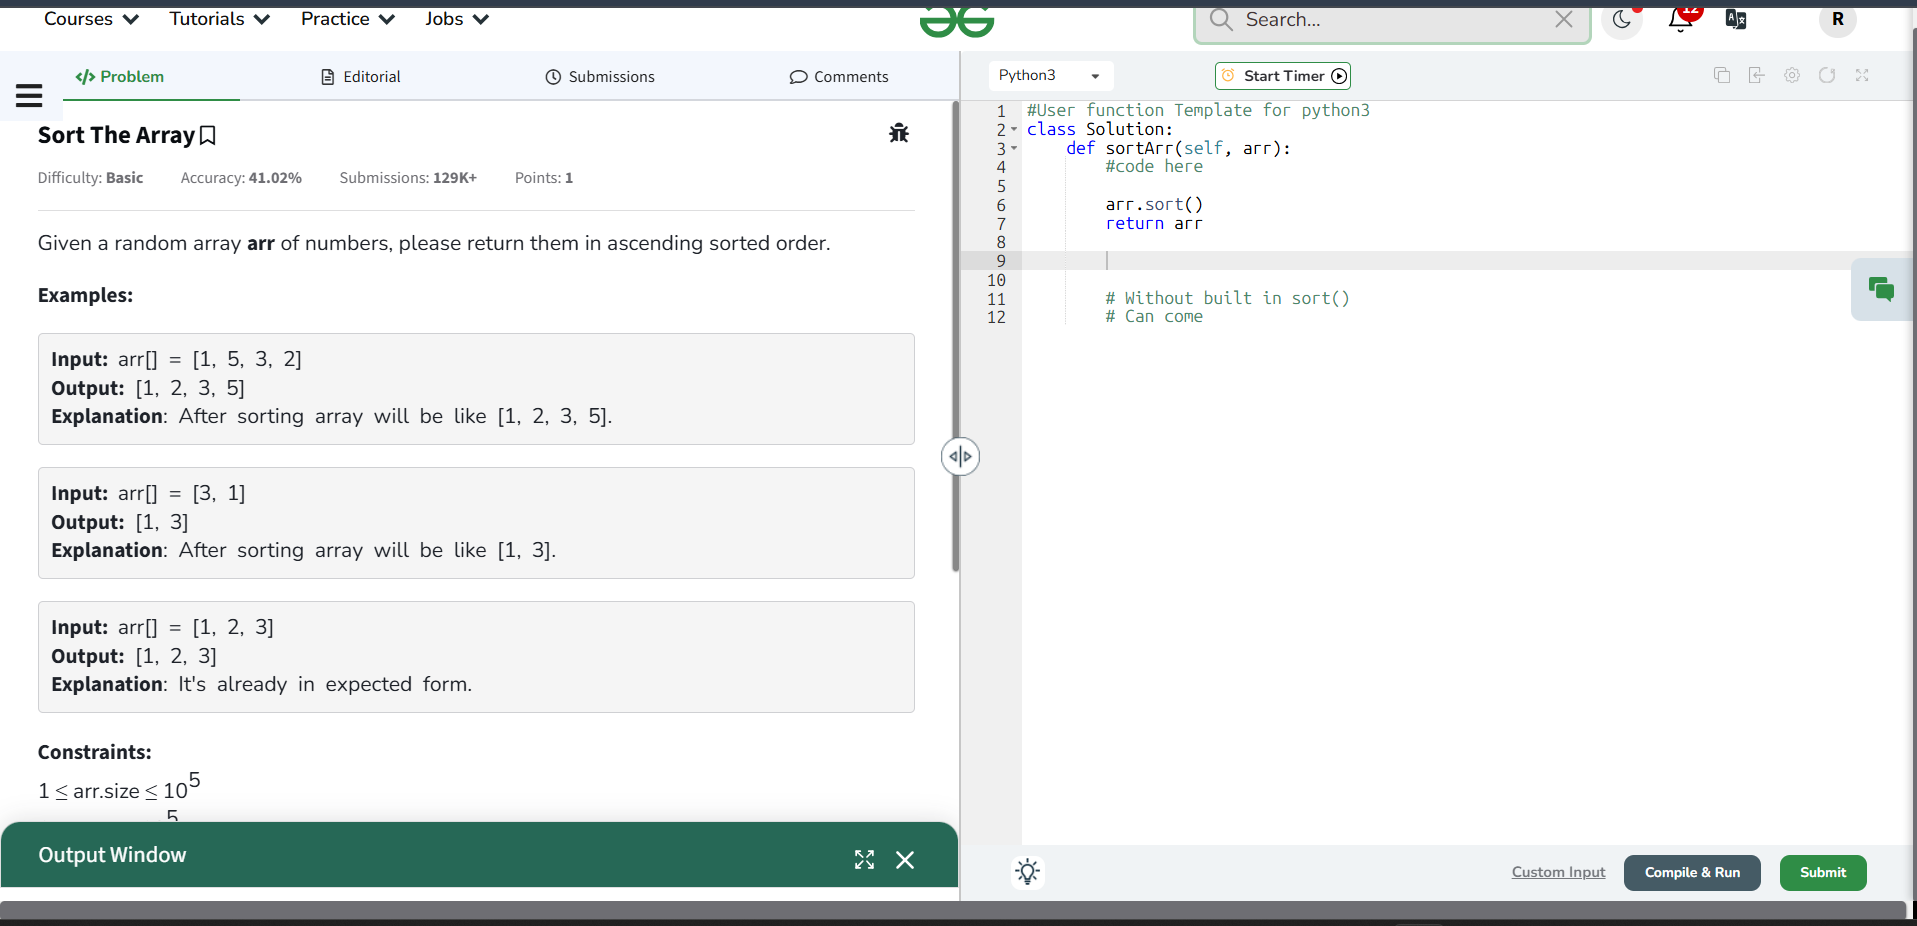 Courses Tutorials Practice Jobs Search... 12 R
Problem Editorial Submissions Comments
Python3 Start Timer
Sort The Array
Difficulty: Basic Accuracy: 41.02% Submissions: 129K+ Points: 1
Given a random array arr of numbers, please return them in ascending sorted order.
Examples:
Input: arr[] = [1, 5, 3, 2]
Output: [1, 2, 3, 5]
Explanation: After sorting array will be like [1, 2, 3, 5].
Input: arr[] = [3, 1]
Output: [1, 3]
Explanation: After sorting array will be like [1, 3].
Input: arr[] = [1, 2, 3]
Output: [1, 2, 3]
Explanation: It's already in expected form.
Constraints:
1 ≤ arr.size ≤ 10^5
5
Output Window
1 #User function Template for python3
2 class Solution:
3 def sortArr(self, arr):
4 #code here
5
6 arr.sort()
7 return arr
8
9
10
11 # Without built in sort()
12 # Can come
Custom Input Compile & Run Submit